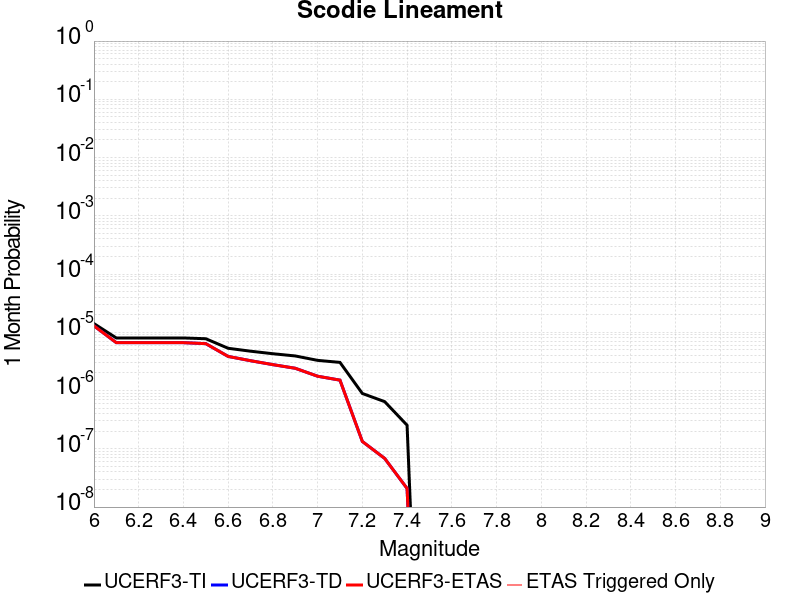 Scodie Lineament
10^0
10^-1
10^-2
10^-3
10^-4
10^-5
10^-6
10^-7
10^-8
1 Month Probability
6 6.2 6.4 6.6 6.8 7 7.2 7.4 7.6 7.8 8 8.2 8.4 8.6 8.8 9
Magnitude
UCERF3-TI UCERF3-TD UCERF3-ETAS ETAS Triggered Only